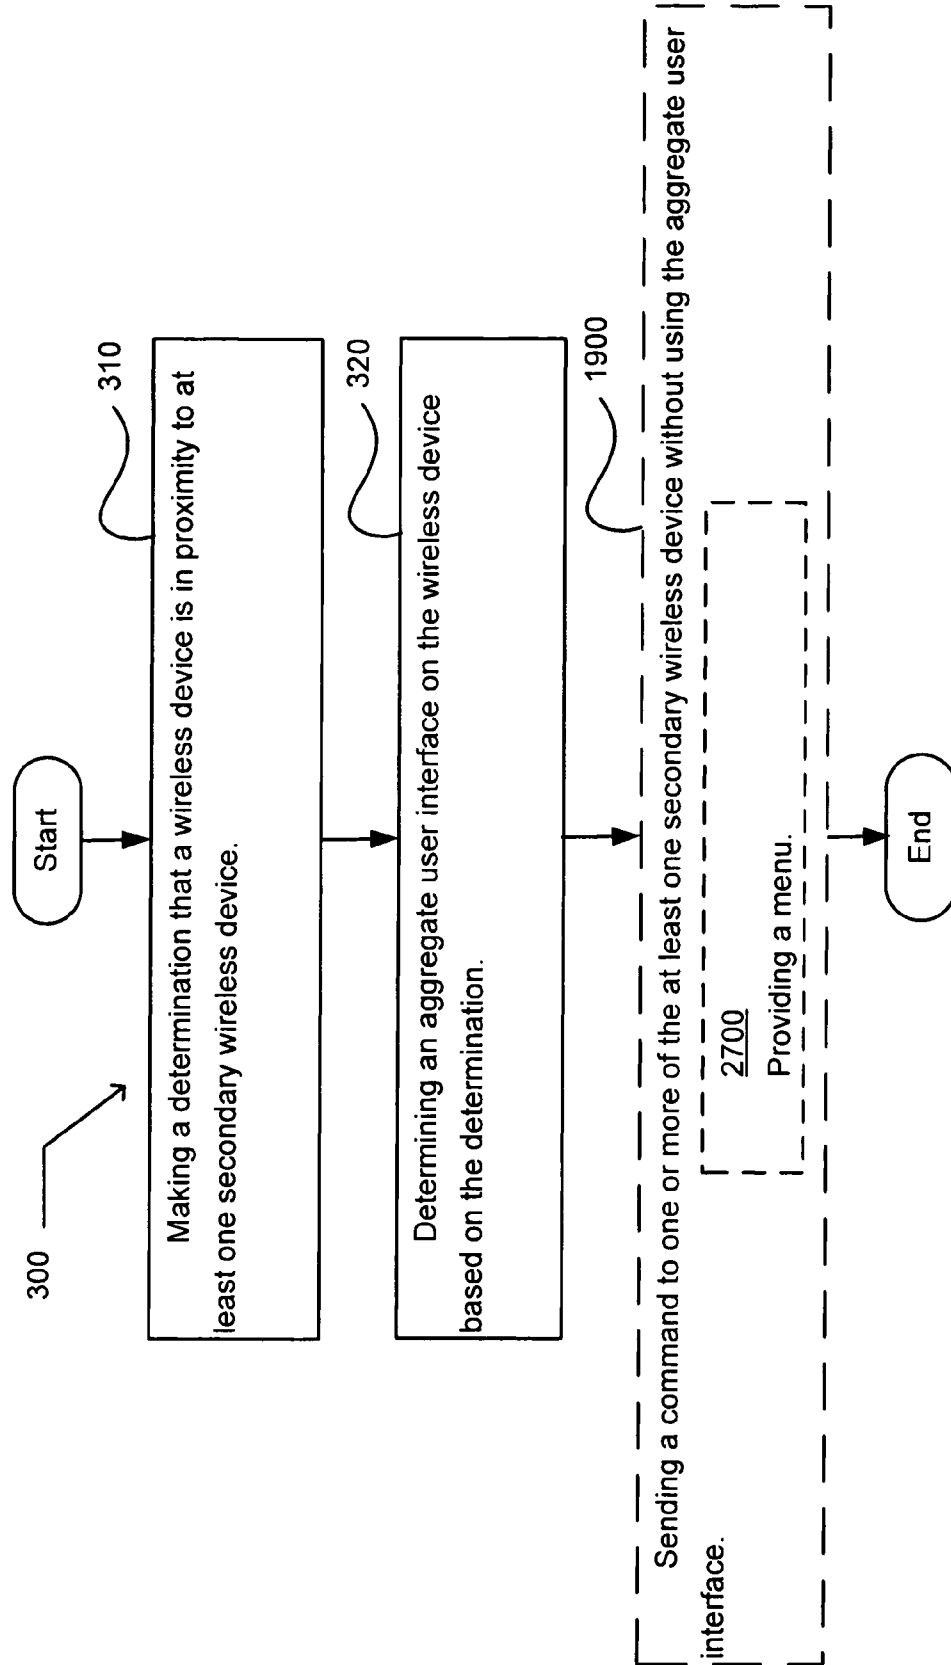 Start
300
310
Making a determination that a wireless device is in proximity to at
least one secondary wireless device.
320
Determining an aggregate user interface on the wireless device
based on the determination.
1900
Sending a command to one or more of the at least one secondary wireless device without using the aggregate user
interface.
2700
Providing a menu.
End